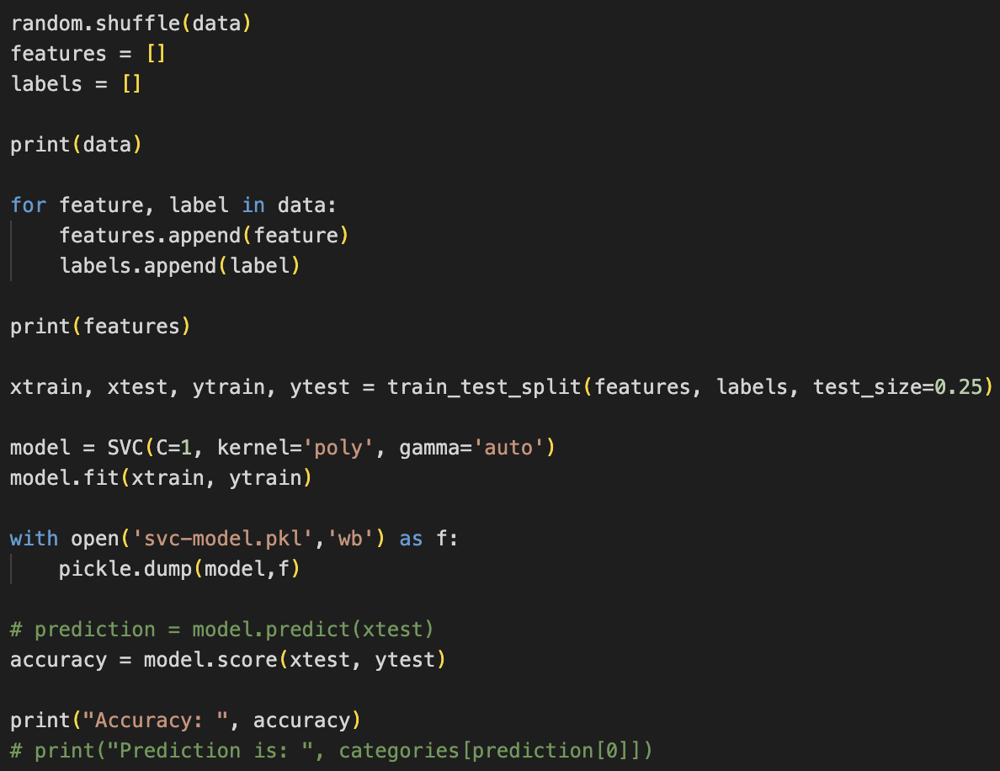 random.shuffle(data)
features = []
labels = []

print(data)

for feature, label in data:
    features.append(feature)
    labels.append(label)

print(features)

xtrain, xtest, ytrain, ytest = train_test_split(features, labels, test_size=0.25)

model = SVC(C=1, kernel='poly', gamma='auto')
model.fit(xtrain, ytrain)

with open('svc-model.pkl','wb') as f:
    pickle.dump(model,f)

# prediction = model.predict(xtest)
accuracy = model.score(xtest, ytest)

print("Accuracy: ", accuracy)
# print("Prediction is: ", categories[prediction[0]])